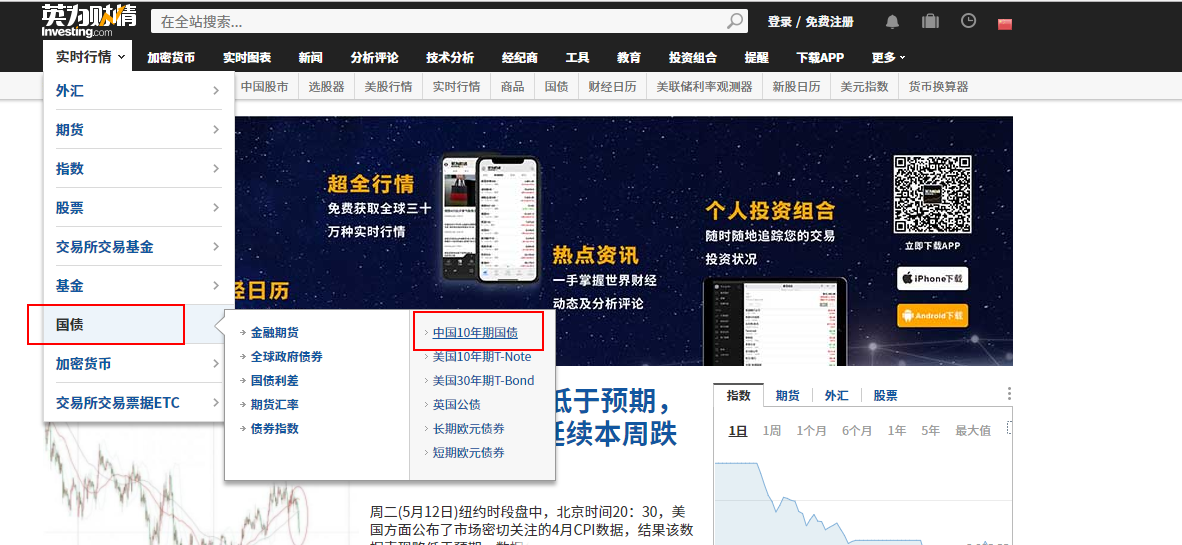 英为财情
Investing.com
在全站搜索...
登录 / 免费注册
实时行情 加密货币 实时图表 新闻 分析评论 技术分析 经纪商 工具 教育 投资组合 提醒 下载APP 更多
中国股市 选股器 美股行情 实时行情 商品 国债 财经日历 美联储利率观测器 新股日历 美元指数 货币换算器
外汇
期货
指数
股票
交易所交易基金
基金
国债
加密货币
交易所交易票据ETC
金融期货
全球政府债券
国债利差
期货汇率
债券指数
中国10年期国债
美国10年期T-Note
美国30年期T-Bond
英国公债
长期欧元债券
短期欧元债券
超全行情
免费获取全球三十
万种实时行情
热点资讯
一手掌握世界财经
动态及分析评论
个人投资组合
随时随地追踪您的交易
投资状况
立即下载APP
iPhone下载
Android下载
日历
低于预期，
延续本周跌
周二(5月12日)纽约时段盘中，北京时间20：30，美
国方面公布了市场密切关注的4月CPI数据，结果该数
指数 期货 外汇 股票
1日 1周 1个月 6个月 1年 5年 最大值